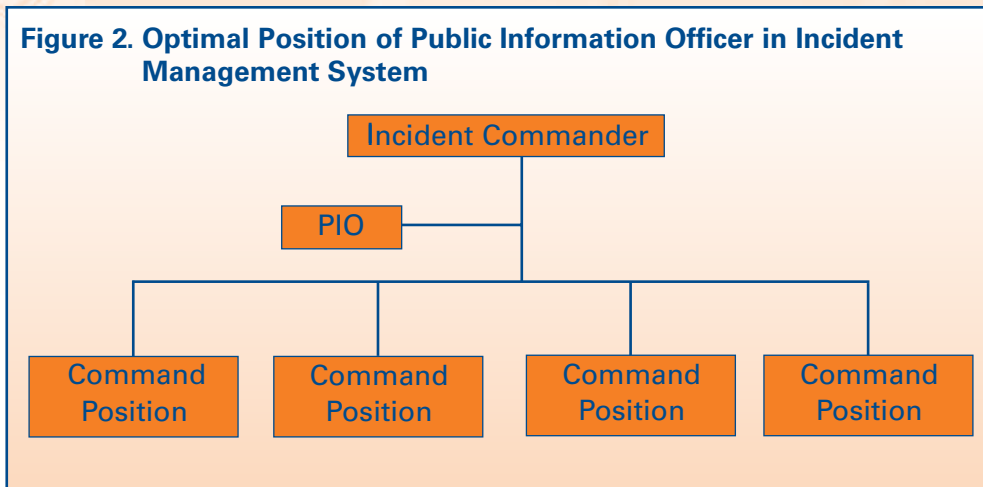 Figure 2. Optimal Position of Public Information Officer in Incident
Management System
Incident Commander
PIO
Command
Position
Command
Position
Command
Position
Command
Position